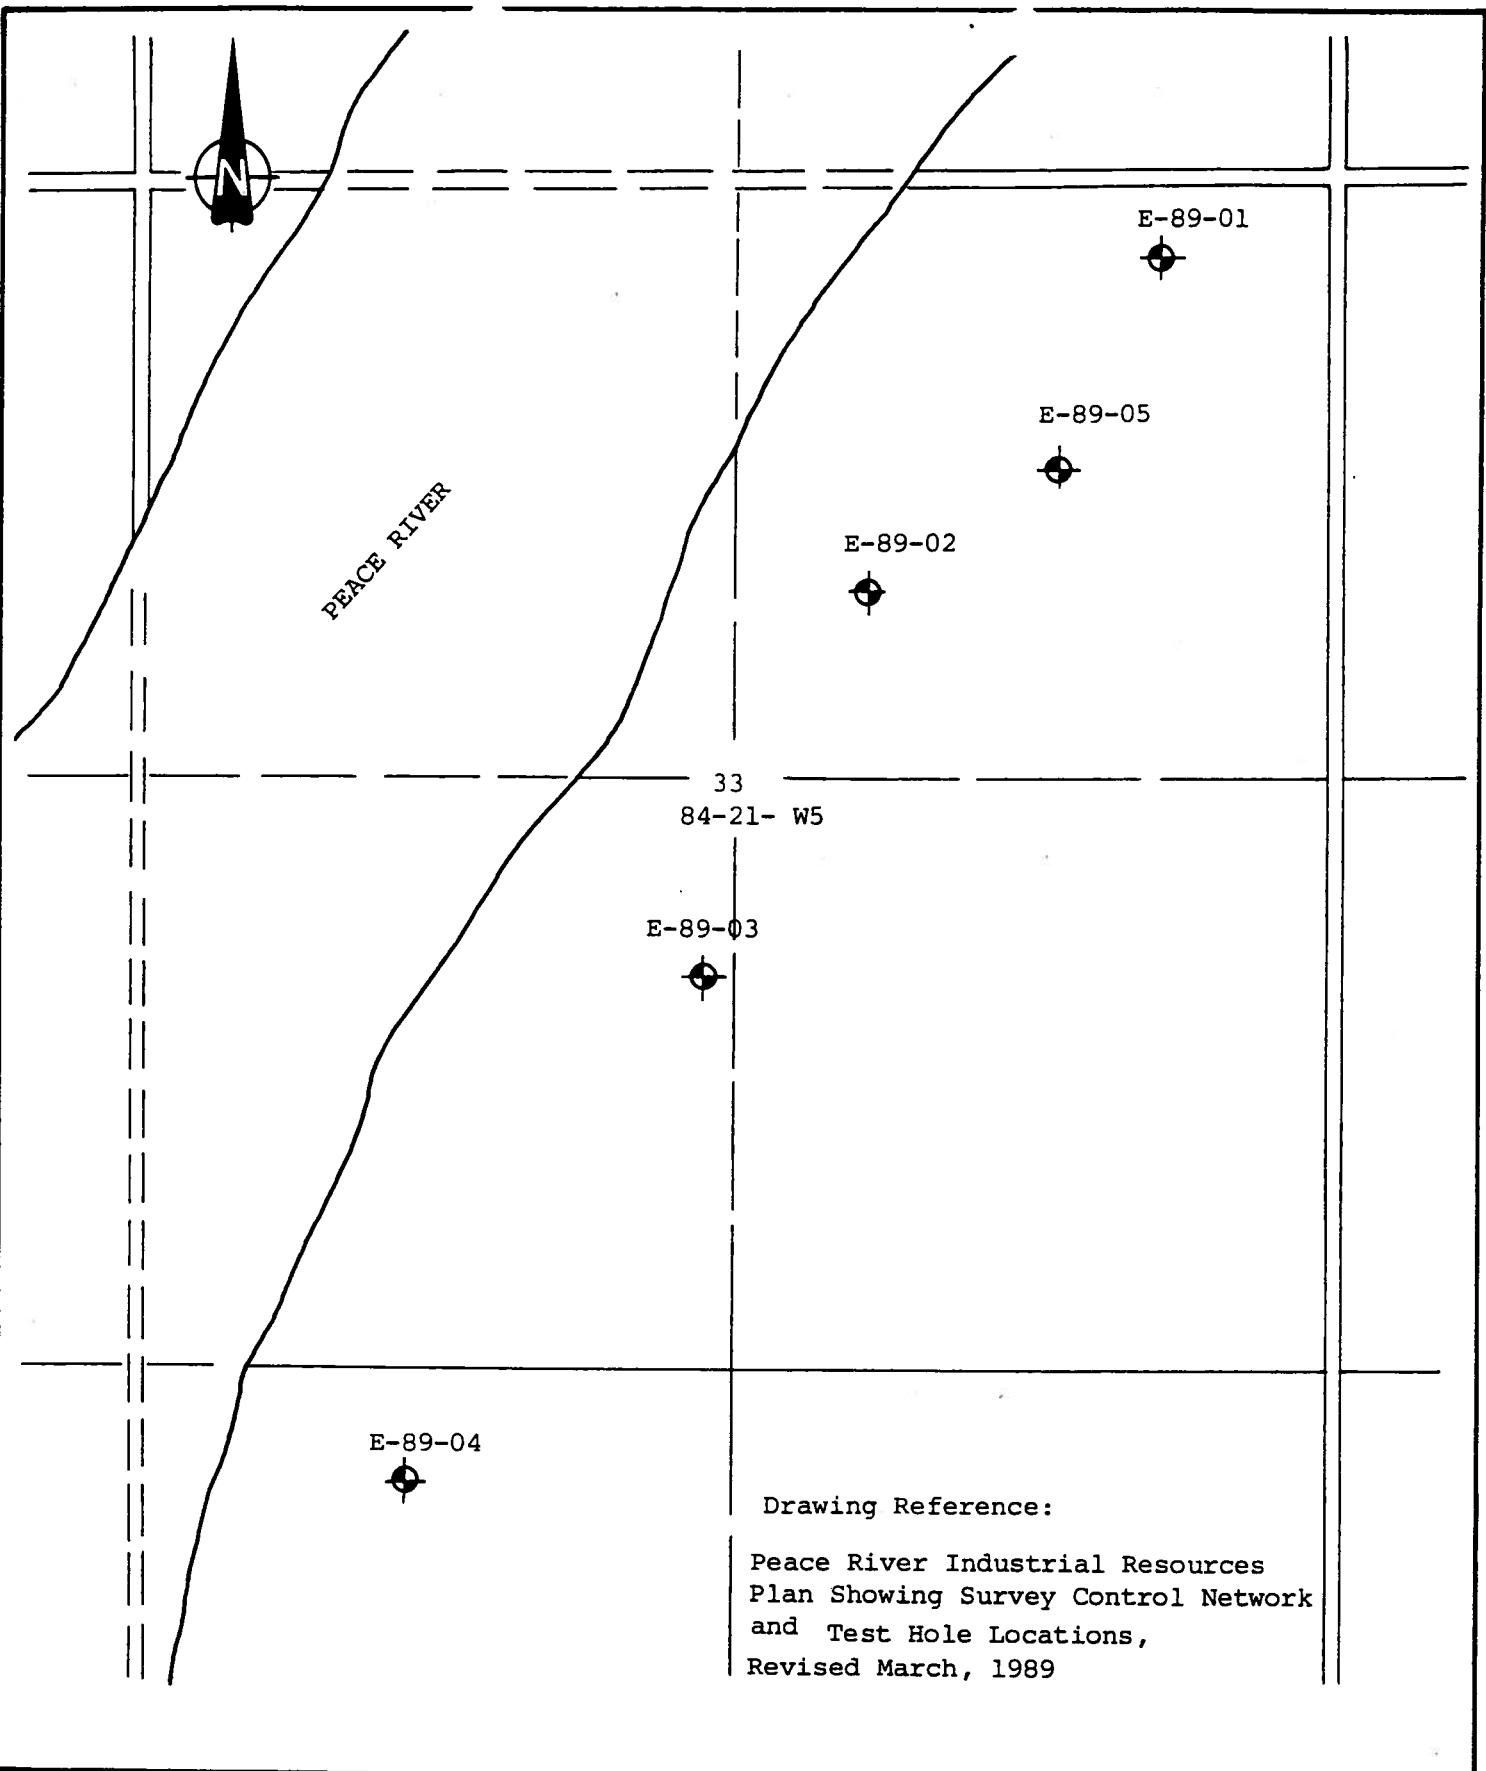 N
E-89-01
E-89-05
PEACE RIVER
E-89-02
33
84-21- W5
E-89-03
E-89-04
Drawing Reference:
Peace River Industrial Resources
Plan Showing Survey Control Network
and Test Hole Locations,
Revised March, 1989